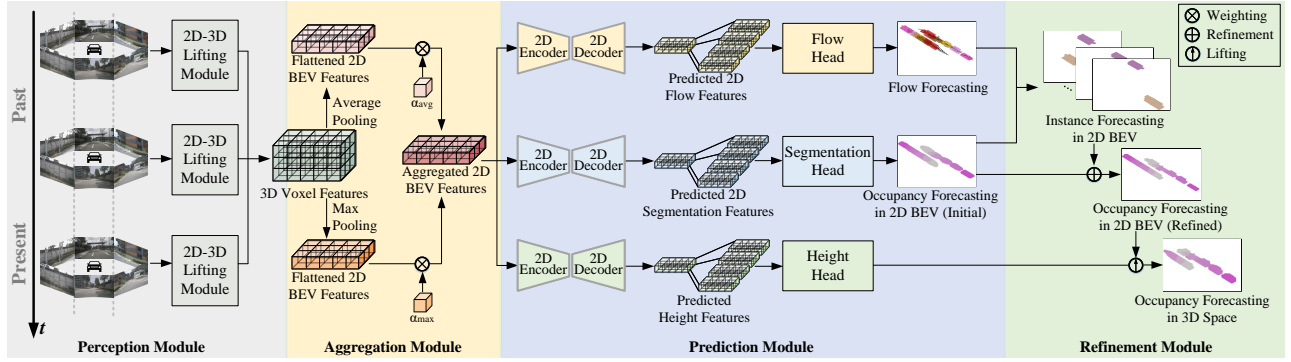 Past
Present
t
2D-3D
Lifting
Module
2D-3D
Lifting
Module
2D-3D
Lifting
Module
Perception Module
Flattened 2D
BEV Features
αavg
Average
Pooling
3D Voxel Features
Max
Pooling
Aggregated 2D
BEV Features
Flattened 2D
BEV Features
αmax
Aggregation Module
2D
Encoder
2D
Decoder
Predicted 2D
Flow Features
Flow
Head
Flow Forecasting
2D
Encoder
2D
Decoder
Predicted 2D
Segmentation Features
Segmentation
Head
Occupancy Forecasting
in 2D BEV (Initial)
2D
Encoder
2D
Decoder
Predicted
Height Features
Height
Head
Prediction Module
Weighting
Refinement
Lifting
Instance Forecasting
in 2D BEV
Occupancy Forecasting
in 2D BEV (Refined)
Occupancy Forecasting
in 3D Space
Refinement Module